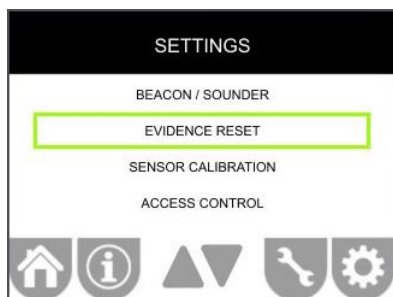 SETTINGS
BEACON / SOUNDER
EVIDENCE RESET
SENSOR CALIBRATION
ACCESS CONTROL